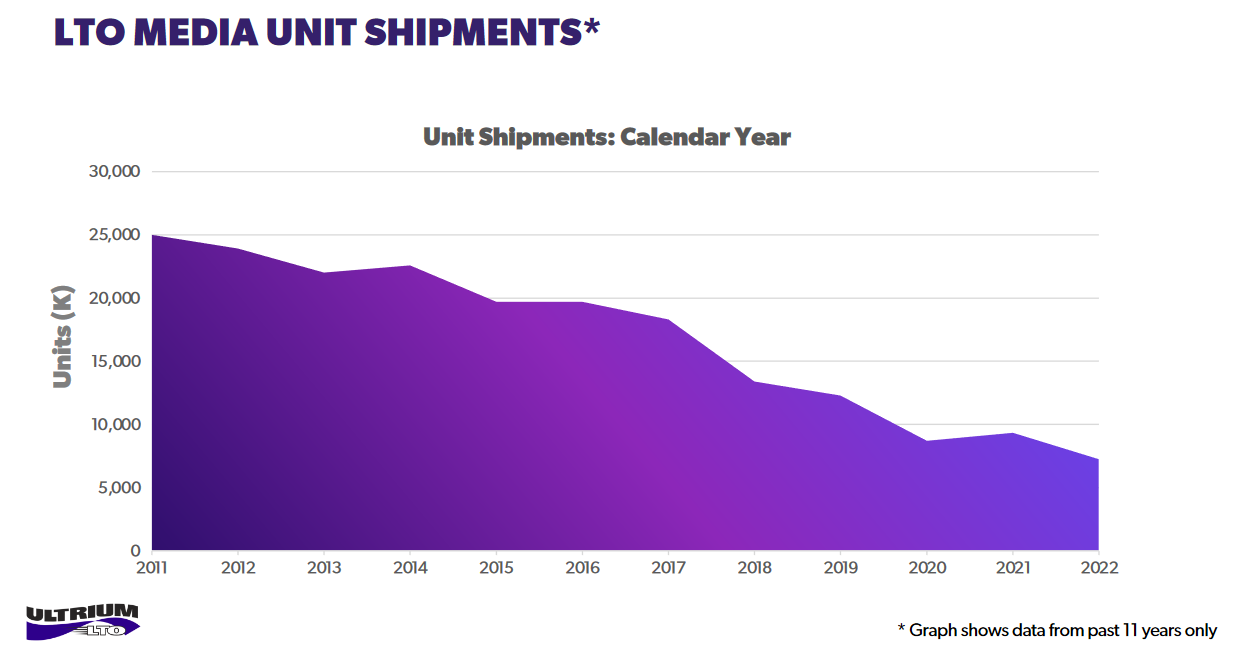 LTO MEDIA UNIT SHIPMENTS*
Unit Shipments: Calendar Year
30,000
25,000
20,000
15,000
10,000
5,000
0
Units (K)
2011 2012 2013 2014 2015 2016 2017 2018 2019 2020 2021 2022
ULTRIUM
LTO
* Graph shows data from past 11 years only